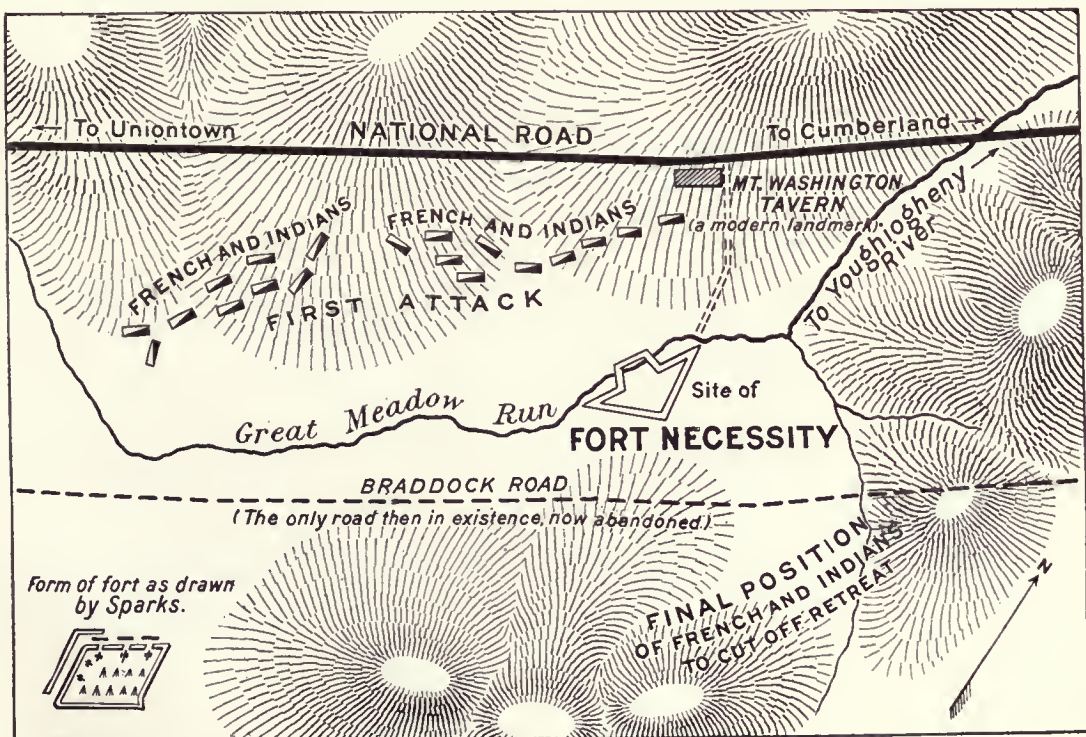 ← To Uniontown
NATIONAL ROAD
To Cumberland →
MT. WASHINGTON
TAVERN
(a modern landmark)
FRENCH AND INDIANS
FRENCH AND INDIANS
FIRST ATTACK
To Youghiogheny →
River
Great Meadow Run
Site of
FORT NECESSITY
BRADDOCK ROAD
(The only road then in existence, now abandoned.)
Form of fort as drawn
by Sparks.
FINAL POSITION
OF FRENCH AND INDIANS
TO CUT OFF RETREAT
N